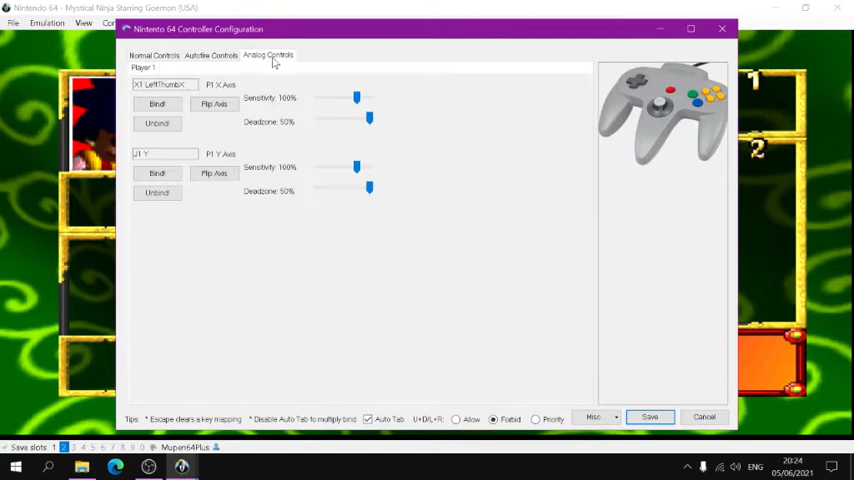 Nintendo 64 - Mystical Ninja Starring Goemon (USA)
File Emulation View
Nintendo 64 Controller Configuration
Normal Controls Autofire Controls Analog Controls
Player 1
X1 LeftThumbX P1 X Axis
Bind! Flip Axis Sensitivity: 100%
Unbind! Deadzone: 50%
J1 Y P1 Y Axis
Bind! Flip Axis Sensitivity: 100%
Unbind! Deadzone: 50%
1
2
Tips: * Escape clears a key mapping * Disable Auto Tab to multiply bind Auto Tab U+D/L+R: Allow Forbid Priority Misc... Save Cancel
Save slots 1 2 3 4 5 6 7 8 9 0 Mupen64Plus
ENG 20:24
05/06/2021